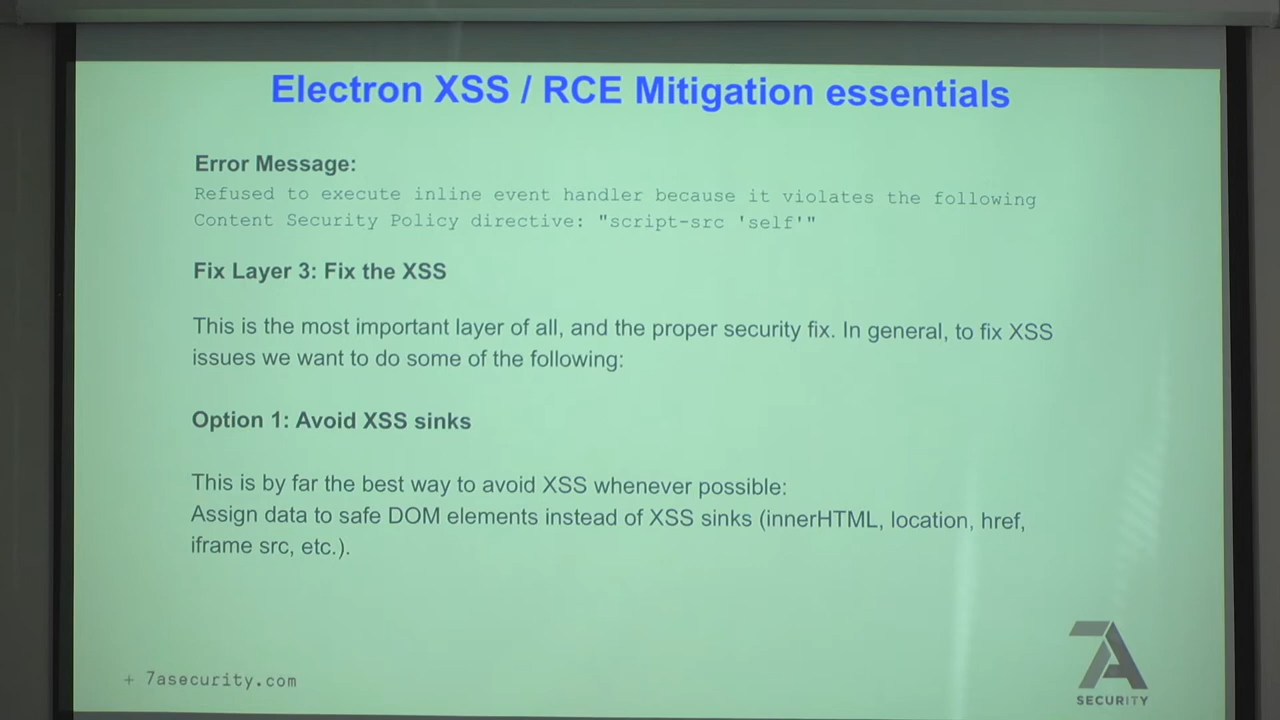 Electron XSS / RCE Mitigation essentials
Error Message:
Refused to execute inline event handler because it violates the following
Content Security Policy directive: "script-src 'self'"
Fix Layer 3: Fix the XSS
This is the most important layer of all, and the proper security fix. In general, to fix XSS
issues we want to do some of the following:
Option 1: Avoid XSS sinks
This is by far the best way to avoid XSS whenever possible:
Assign data to safe DOM elements instead of XSS sinks (innerHTML, location, href,
iframe src, etc.).
+ 7asecurity.com
7A
SECURITY